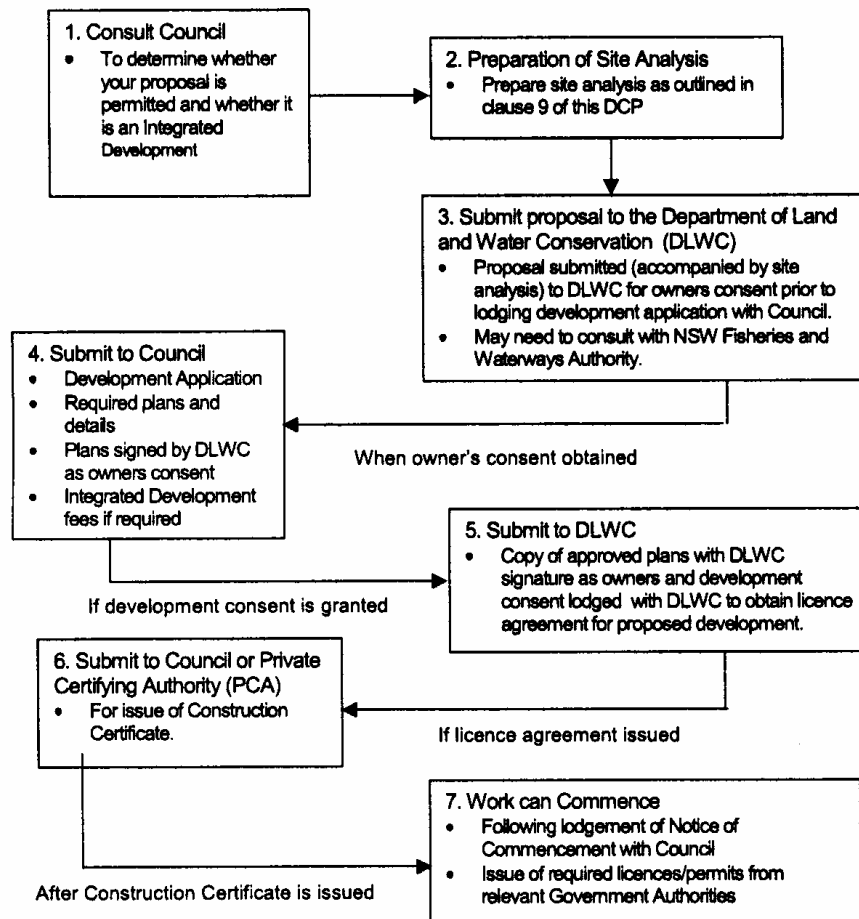 1. Consult Council
• To determine whether
your proposal is
permitted and whether it
is an Integrated
Development
2. Preparation of Site Analysis
• Prepare site analysis as outlined in
clause 9 of this DCP
3. Submit proposal to the Department of Land
and Water Conservation (DLWC)
• Proposal submitted (accompanied by site
analysis) to DLWC for owners consent prior to
lodging development application with Council.
• May need to consult with NSW Fisheries and
Waterways Authority.
4. Submit to Council
• Development Application
• Required plans and
details
• Plans signed by DLWC
as owners consent
• Integrated Development
fees if required
When owner's consent obtained
5. Submit to DLWC
• Copy of approved plans with DLWC
signature as owners and development
consent lodged with DLWC to obtain licence
agreement for proposed development.
If development consent is granted
6. Submit to Council or Private
Certifying Authority (PCA)
• For issue of Construction
Certificate.
If licence agreement issued
7. Work can Commence
• Following lodgement of Notice of
Commencement with Council
• Issue of required licences/permits from
relevant Government Authorities
After Construction Certificate is issued